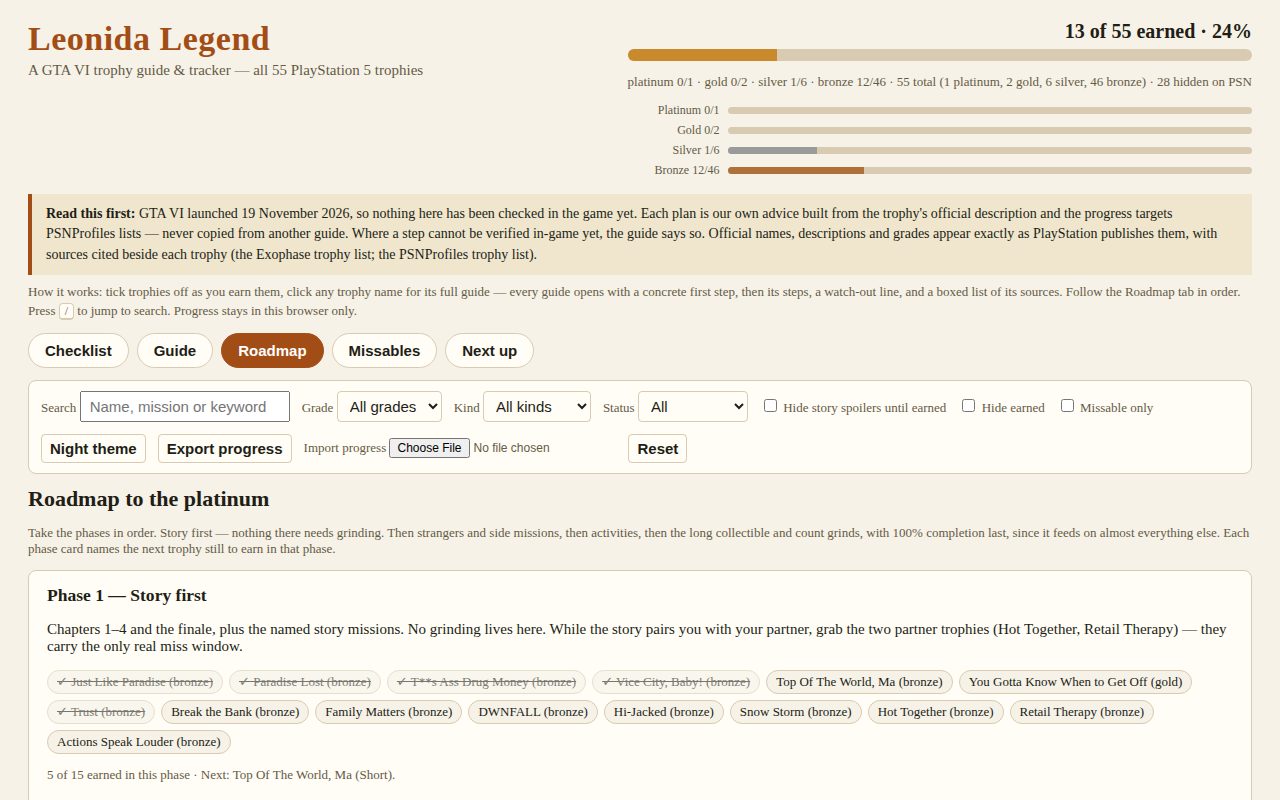 Leonida Legend
A GTA VI trophy guide & tracker — all 55 PlayStation 5 trophies
13 of 55 earned · 24%
platinum 0/1 · gold 0/2 · silver 1/6 · bronze 12/46 · 55 total (1 platinum, 2 gold, 6 silver, 46 bronze) · 28 hidden on PSN
Platinum 0/1
Gold 0/2
Silver 1/6
Bronze 12/46
Read this first: GTA VI launched 19 November 2026, so nothing here has been checked in the game yet. Each plan is our own advice built from the trophy's official description and the progress targets
PSNProfiles lists — never copied from another guide. Where a step cannot be verified in-game yet, the guide says so. Official names, descriptions and grades appear exactly as PlayStation publishes them, with
sources cited beside each trophy (the Exophase trophy list; the PSNProfiles trophy list).
How it works: tick trophies off as you earn them, click any trophy name for its full guide — every guide opens with a concrete first step, then its steps, a watch-out line, and a boxed list of its sources. Follow the Roadmap tab in order.
Press / to jump to search. Progress stays in this browser only.
Checklist Guide Roadmap Missables Next up
Search Name, mission or keyword Grade All grades Kind All kinds Status All Hide story spoilers until earned Hide earned Missable only
Night theme Export progress Import progress Choose File No file chosen Reset
Roadmap to the platinum
Take the phases in order. Story first — nothing there needs grinding. Then strangers and side missions, then activities, then the long collectible and count grinds, with 100% completion last, since it feeds on almost everything else. Each
phase card names the next trophy still to earn in that phase.
Phase 1 — Story first
Chapters 1–4 and the finale, plus the named story missions. No grinding lives here. While the story pairs you with your partner, grab the two partner trophies (Hot Together, Retail Therapy) — they
carry the only real miss window.
✓ Just Like Paradise (bronze) ✓ Paradise Lost (bronze) ✓ T**s Ass Drug Money (bronze) ✓ Vice City, Baby! (bronze) Top Of The World, Ma (bronze) You Gotta Know When to Get Off (gold)
✓ Trust (bronze) Break the Bank (bronze) Family Matters (bronze) DWNFALL (bronze) Hi-Jacked (bronze) Snow Storm (bronze) Hot Together (bronze) Retail Therapy (bronze)
Actions Speak Louder (bronze)
5 of 15 earned in this phase · Next: Top Of The World, Ma (Short).